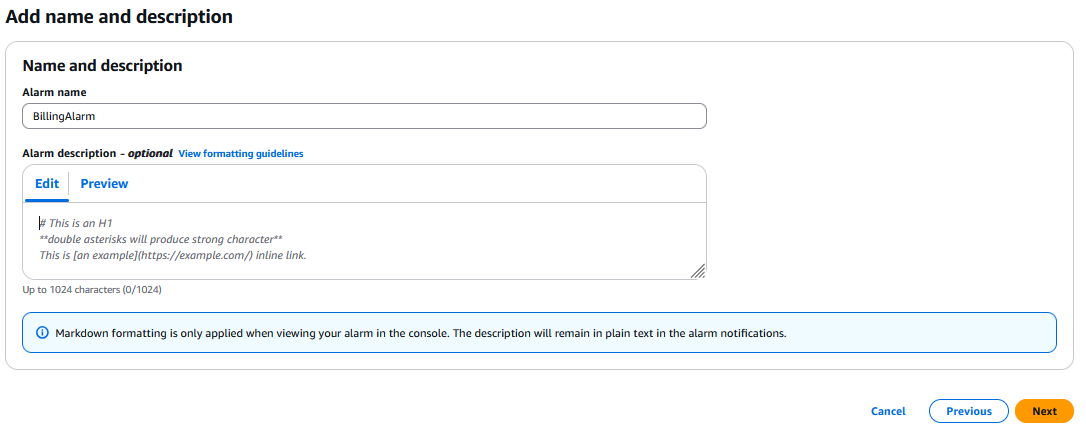 Add name and description
Name and description
Alarm name
BillingAlarm
Alarm description - optional View formatting guidelines
Edit Preview
# This is an H1
**double asterisks will produce strong character**
This is [an example](https://example.com/) inline link.
Up to 1024 characters (0/1024)
Markdown formatting is only applied when viewing your alarm in the console. The description will remain in plain text in the alarm notifications.
Cancel Previous Next